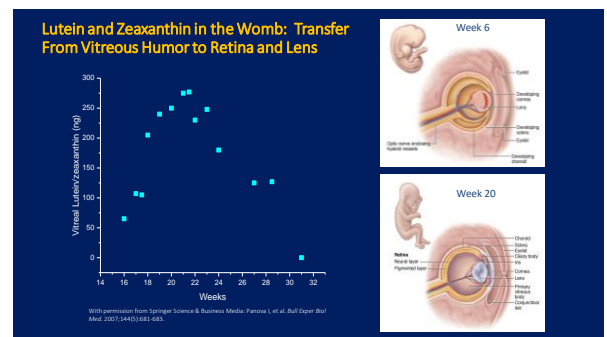 Lutein and Zeaxanthin in the Womb: Transfer
From Vitreous Humor to Retina and Lens
Vitreal Lutein/zeaxanthin (ng)
300
250
200
150
100
50
0
14 16 18 20 22 24 26 28 30 32
Weeks
With permission from Springer Science & Business Media: Panova I, et al. Bull Exper Biol
Med. 2007;144(5):681-683.
Week 6
Eyelid
Developing
cornea
Lens
Developing
sclera
Eyelid
Developing
choroid
Optic nerve enclosing
hyaloid vessels
Week 20
Retina
Neural layer
Pigmented layer
Choroid
Sclera
Eyelid
Ciliary body
Iris
Cornea
Lens
Primary
vitreous
body
Conjunctival
sac